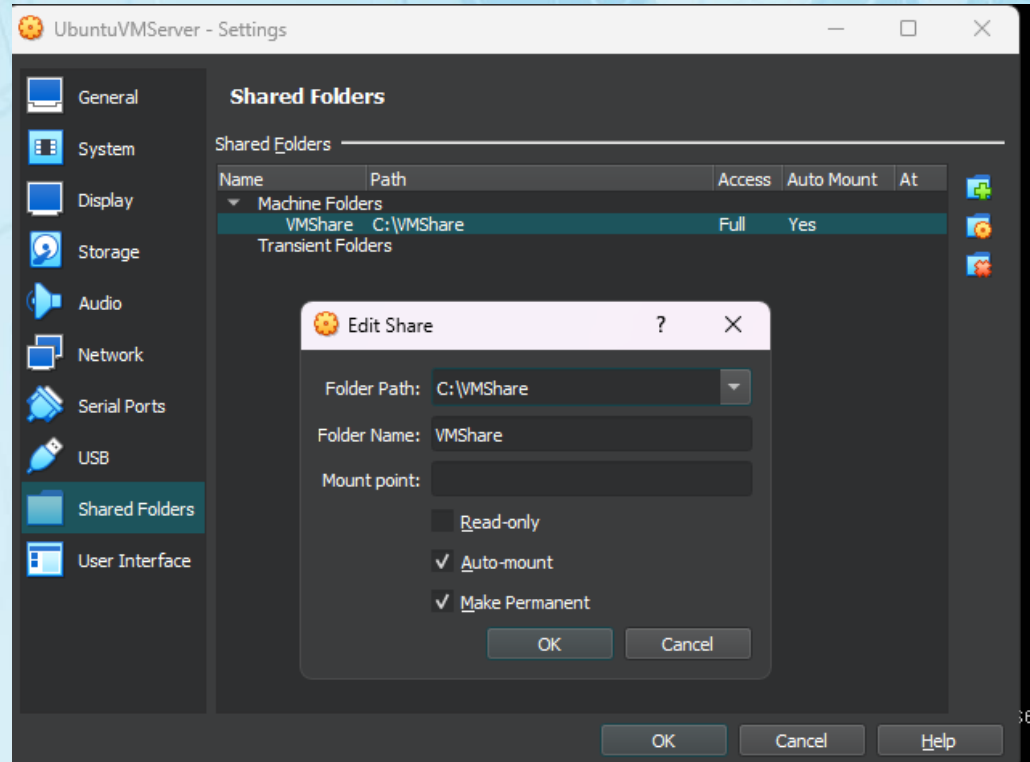 UbuntuVMServer - Settings
General
System
Display
Storage
Audio
Network
Serial Ports
USB
Shared Folders
User Interface
Shared Folders
Shared Folders
Name Path Access Auto Mount At
Machine Folders
VMShare C:\VMShare Full Yes
Transient Folders
Edit Share ?
Folder Path: C:\VMShare
Folder Name: VMShare
Mount point:
Read-only
Auto-mount
Make Permanent
OK Cancel
OK Cancel Help